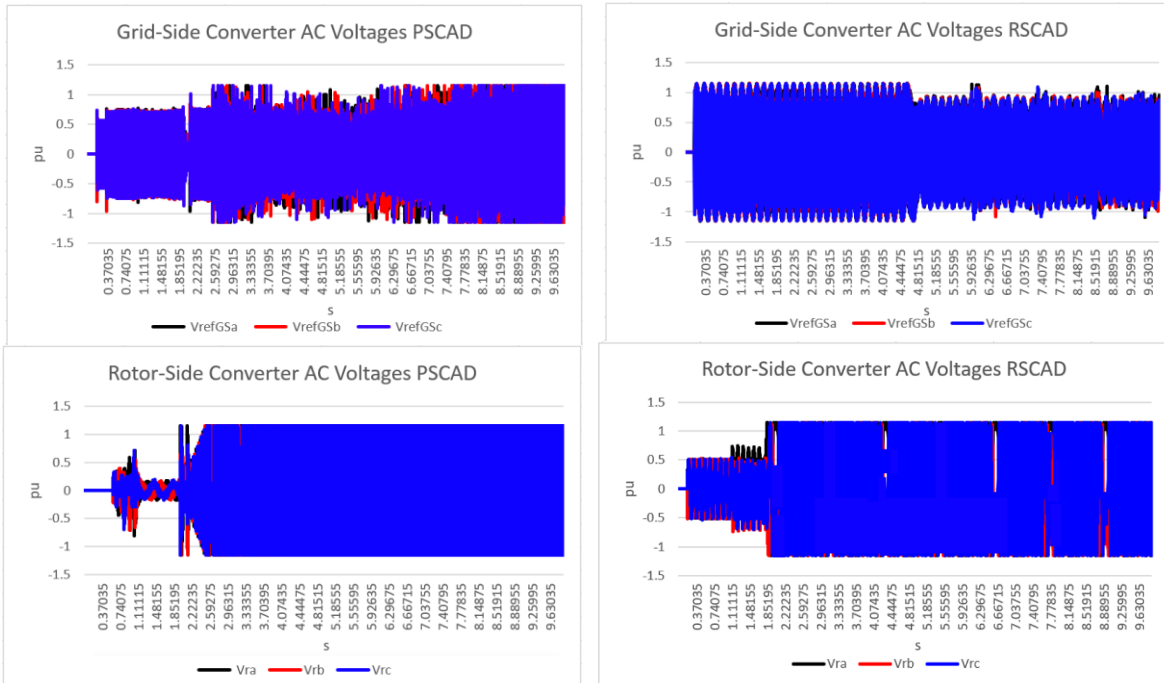 Grid-Side Converter AC Voltages PSCAD
1.5
1
0.5
0
-0.5
-1
-1.5
pu
0.37035 0.74075 1.11115 1.48155 1.85195 2.22235 2.59275 2.96315 3.33355 3.70395 4.07435 4.44475 4.81515 5.18555 5.55595 5.92635 6.29675 6.66715 7.03755 7.40795 7.77835 8.14875 8.51915 8.88955 9.25995 9.63035
s
VrefGSa VrefGSb VrefGSc
Grid-Side Converter AC Voltages RSCAD
1.5
1
0.5
0
-0.5
-1
-1.5
pu
0.37035 0.74075 1.11115 1.48155 1.85195 2.22235 2.59275 2.96315 3.33355 3.70395 4.07435 4.44475 4.81515 5.18555 5.55595 5.92635 6.29675 6.66715 7.03755 7.40795 7.77835 8.14875 8.51915 8.88955 9.25995 9.63035
s
VrefGSa VrefGSb VrefGSc
Rotor-Side Converter AC Voltages PSCAD
1.5
1
0.5
0
-0.5
-1
-1.5
pu
0.37035 0.74075 1.11115 1.48155 1.85195 2.22235 2.59275 2.96315 3.33355 3.70395 4.07435 4.44475 4.81515 5.18555 5.55595 5.92635 6.29675 6.66715 7.03755 7.40795 7.77835 8.14875 8.51915 8.88955 9.25995 9.63035
s
Vra Vrb Vrc
Rotor-Side Converter AC Voltages RSCAD
1.5
1
0.5
0
-0.5
-1
-1.5
pu
0.37035 0.74075 1.11115 1.48155 1.85195 2.22235 2.59275 2.96315 3.33355 3.70395 4.07435 4.44475 4.81515 5.18555 5.55595 5.92635 6.29675 6.66715 7.03755 7.40795 7.77835 8.14875 8.51915 8.88955 9.25995 9.63035
s
Vra Vrb Vrc